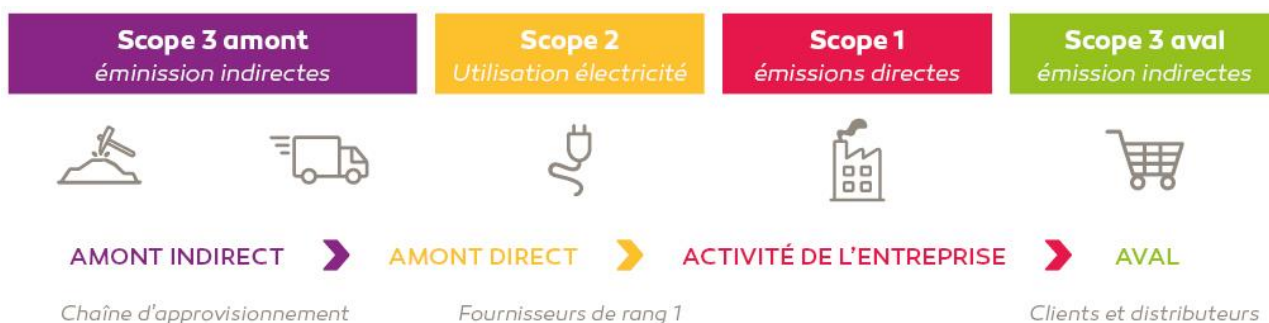 Scope 3 amont
éminission indirectes
Scope 2
Utilisation électricité
Scope 1
émissions directes
Scope 3 aval
émission indirectes
AMONT INDIRECT
AMONT DIRECT
ACTIVITÉ DE L'ENTREPRISE
AVAL
Chaîne d'approvisionnement
Fournisseurs de rang 1
Clients et distributeurs